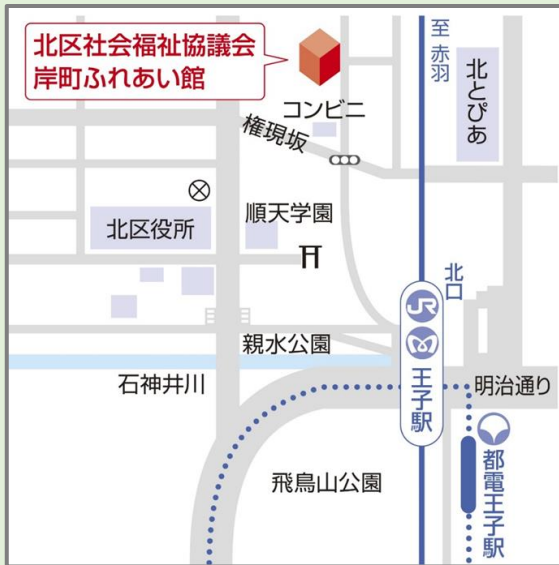 北区社会福祉協議会
岸町ふれあい館
至 赤羽
北とぴあ
コンビニ
権現坂
順天学園
北区役所
北口
JR
王子駅
親水公園
石神井川
明治通り
都電王子駅
飛鳥山公園